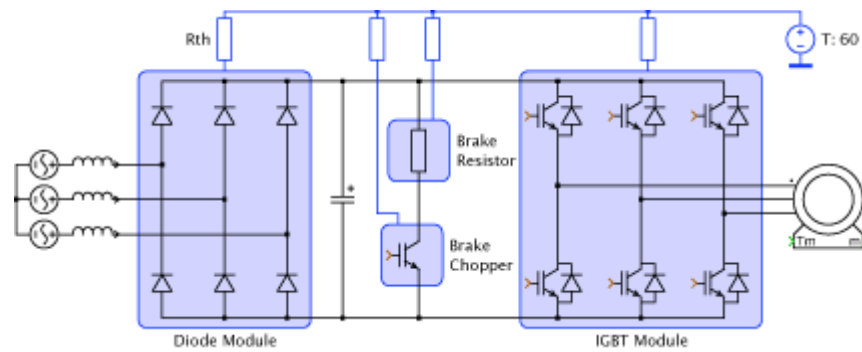 Rth
T: 60
Brake
Resistor
Brake
Chopper
Tm
m
Diode Module
IGBT Module